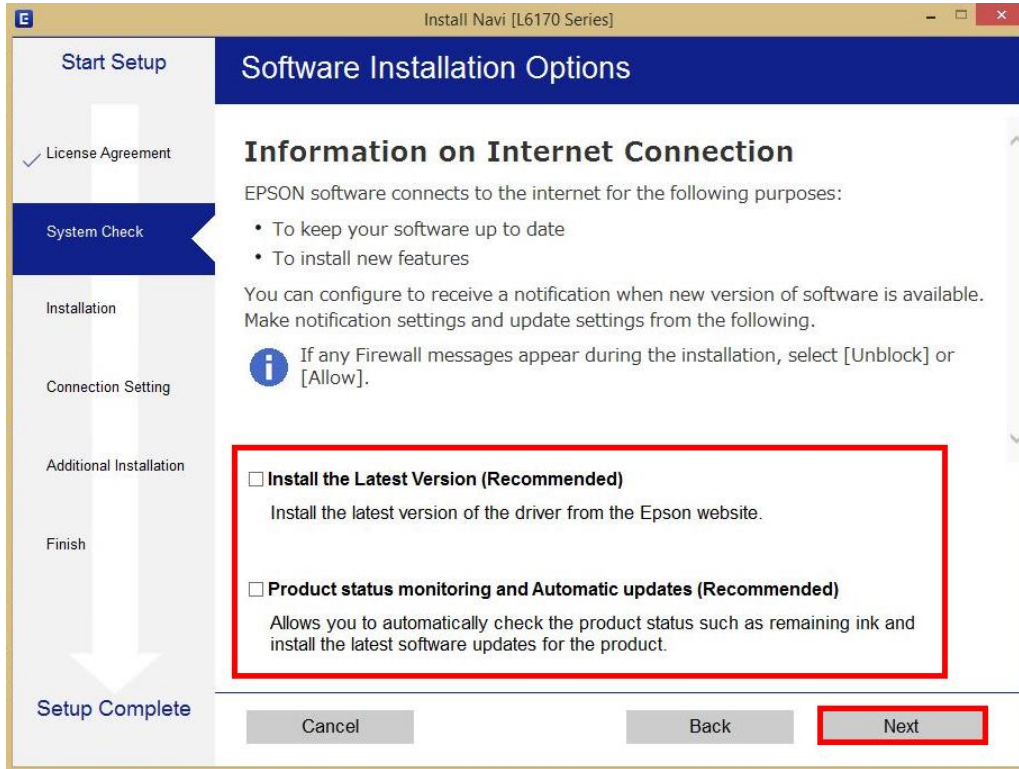 E
Install Navi [L6170 Series]
Start Setup
License Agreement
System Check
Installation
Connection Setting
Additional Installation
Finish
Setup Complete
Software Installation Options
Information on Internet Connection
EPSON software connects to the internet for the following purposes:
• To keep your software up to date
• To install new features
You can configure to receive a notification when new version of software is available.
Make notification settings and update settings from the following.
If any Firewall messages appear during the installation, select [Unblock] or
[Allow].
Install the Latest Version (Recommended)
Install the latest version of the driver from the Epson website.
Product status monitoring and Automatic updates (Recommended)
Allows you to automatically check the product status such as remaining ink and
install the latest software updates for the product.
Cancel
Back
Next